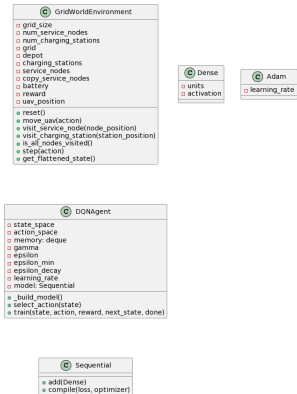 C GridWorldEnvironment
grid_size
num_service_nodes
num_charging_stations
grid
depot
charging_stations
service_nodes
copy_service_nodes
battery
reward
uav_position
reset()
move_uav(action)
visit_service_node(node_position)
visit_charging_station(station_position)
is_all_nodes_visited()
step(action)
get_flattened_state()
C Dense
units
activation
C Adam
learning_rate
C DQNAgent
state_space
action_space
memory: deque
gamma
epsilon
epsilon_min
epsilon_decay
learning_rate
model: Sequential
_build_model()
select_action(state)
train(state, action, reward, next_state, done)
C Sequential
add(Dense)
compile(loss, optimizer)